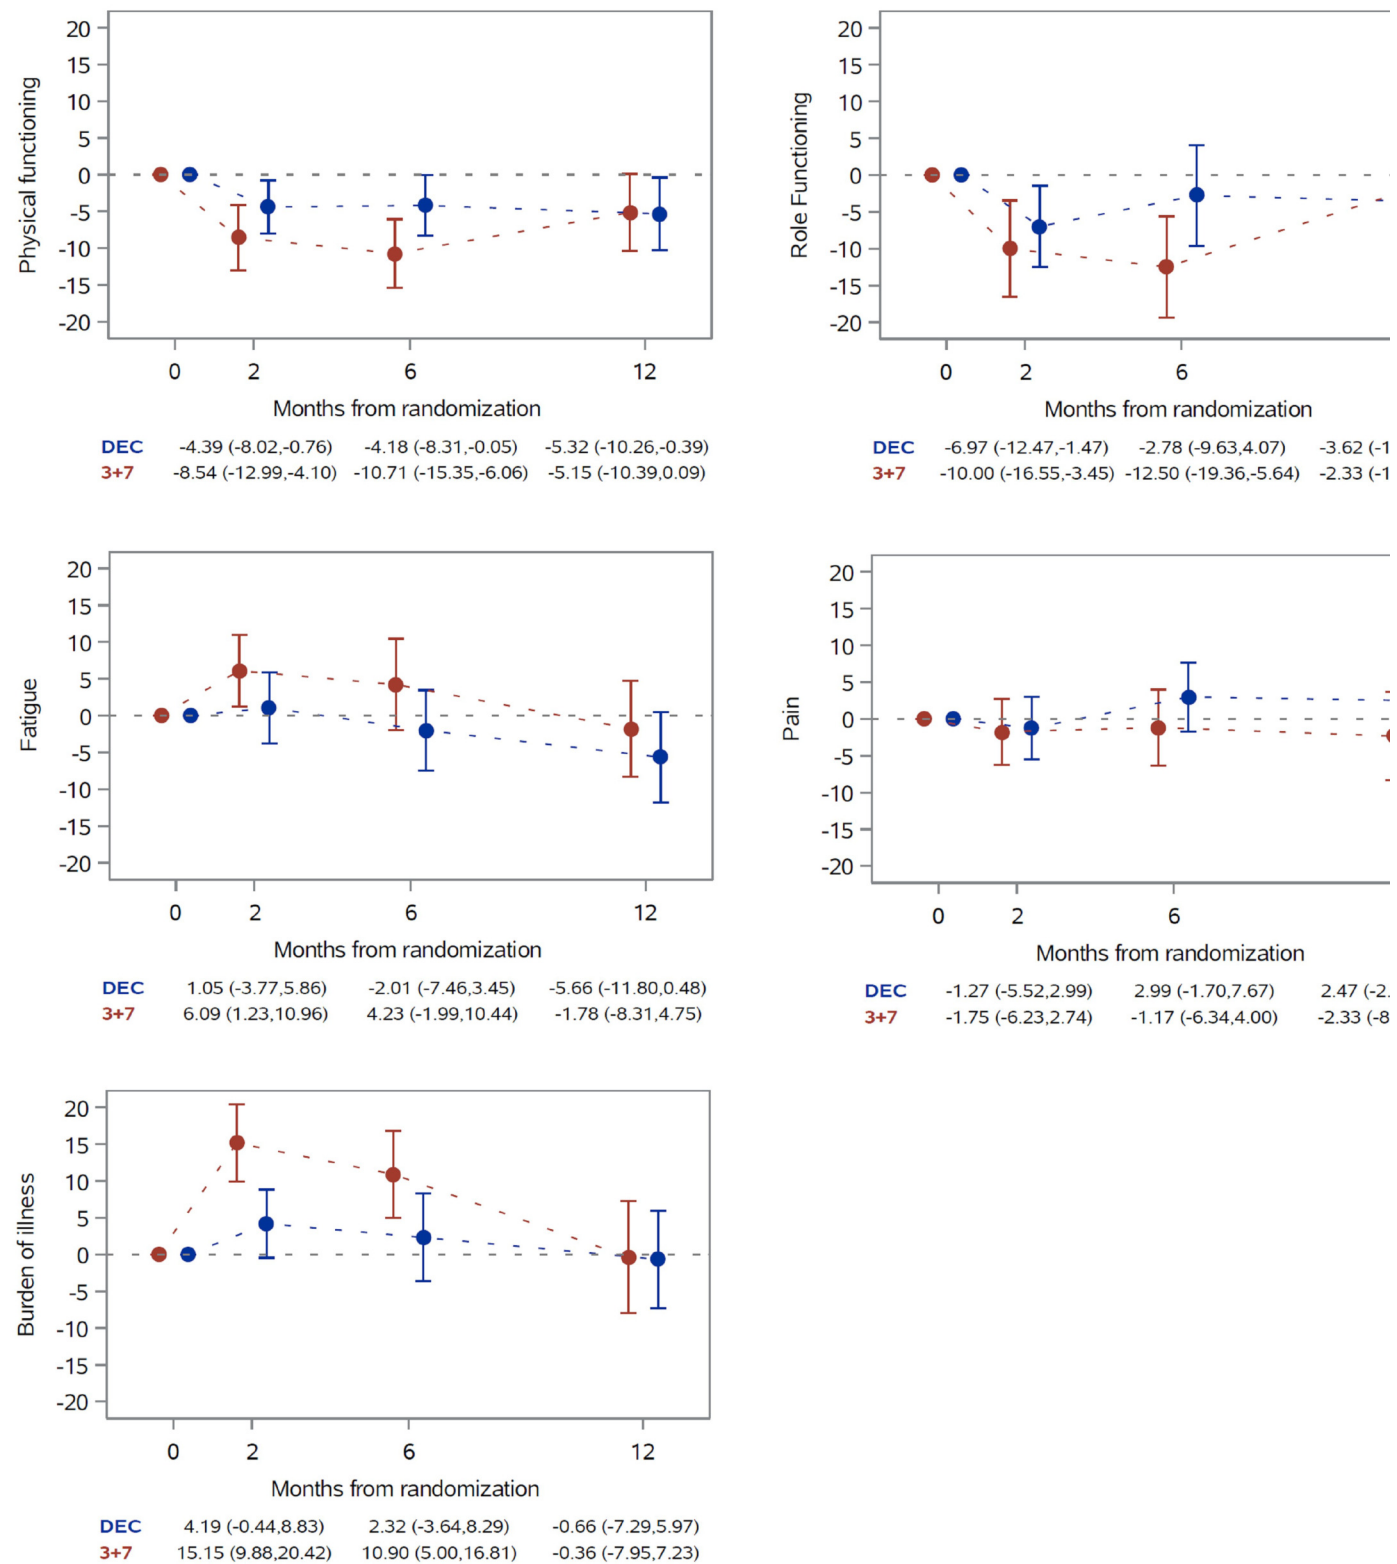 20
15
10
5
0
-5
-10
-15
-20
Physical functioning
0 2 6 12
Months from randomization
DEC -4.39 (-8.02,-0.76) -4.18 (-8.31,-0.05) -5.32 (-10.26,-0.39)
3+7 -8.54 (-12.99,-4.10) -10.71 (-15.35,-6.06) -5.15 (-10.39,0.09)
20
15
10
5
0
-5
-10
-15
-20
Role Functioning
0 2 6
Months from randomization
DEC -6.97 (-12.47,-1.47) -2.78 (-9.63,4.07) -3.62 (-1
3+7 -10.00 (-16.55,-3.45) -12.50 (-19.36,-5.64) -2.33 (-1
20
15
10
5
0
-5
-10
-15
-20
Fatigue
0 2 6 12
Months from randomization
DEC 1.05 (-3.77,5.86) -2.01 (-7.46,3.45) -5.66 (-11.80,0.48)
3+7 6.09 (1.23,10.96) 4.23 (-1.99,10.44) -1.78 (-8.31,4.75)
20
15
10
5
0
-5
-10
-15
-20
Pain
0 2 6
Months from randomization
DEC -1.27 (-5.52,2.99) 2.99 (-1.70,7.67) 2.47 (-2.
3+7 -1.75 (-6.23,2.74) -1.17 (-6.34,4.00) -2.33 (-8
20
15
10
5
0
-5
-10
-15
-20
Burden of illness
0 2 6 12
Months from randomization
DEC 4.19 (-0.44,8.83) 2.32 (-3.64,8.29) -0.66 (-7.29,5.97)
3+7 15.15 (9.88,20.42) 10.90 (5.00,16.81) -0.36 (-7.95,7.23)